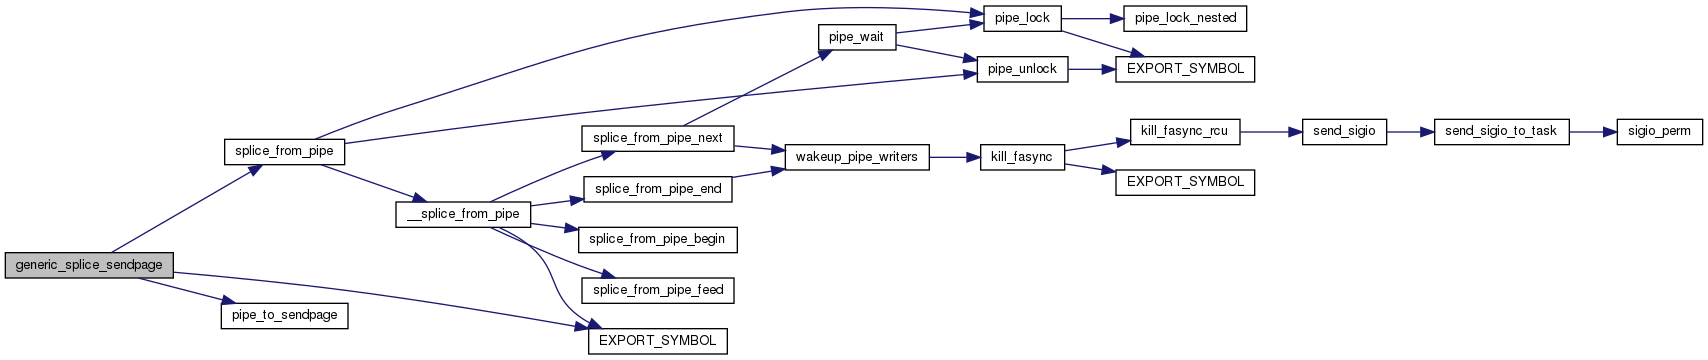 pipe_lock
pipe_lock_nested
pipe_wait
pipe_unlock
EXPORT_SYMBOL
splice_from_pipe
splice_from_pipe_next
wakeup_pipe_writers
kill_fasync
kill_fasync_rcu
send_sigio
send_sigio_to_task
sigio_perm
EXPORT_SYMBOL
splice_from_pipe_end
__splice_from_pipe
splice_from_pipe_begin
generic_splice_sendpage
splice_from_pipe_feed
pipe_to_sendpage
EXPORT_SYMBOL